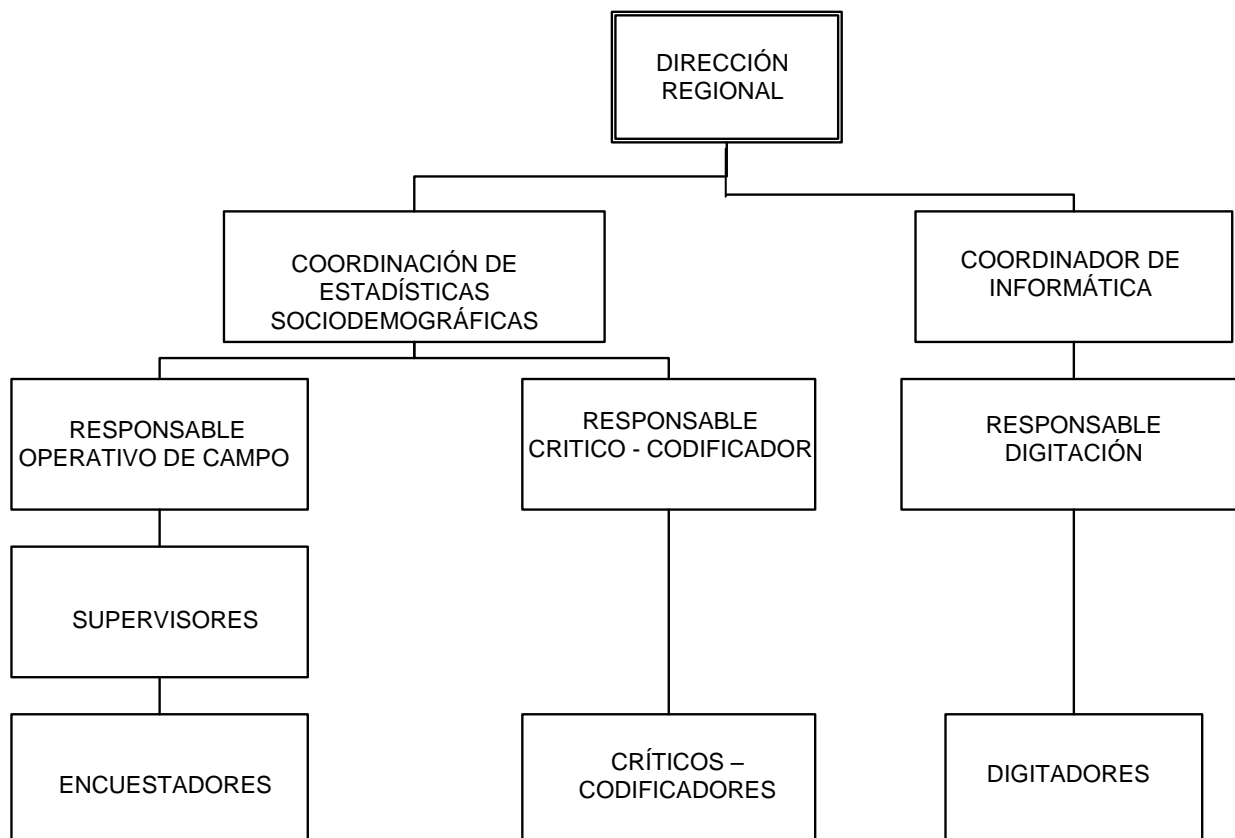 DIRECCIÓN
REGIONAL
COORDINACIÓN DE
ESTADÍSTICAS
SOCIODEMOGRÁFICAS
COORDINADOR DE
INFORMÁTICA
RESPONSABLE
OPERATIVO DE CAMPO
RESPONSABLE
CRITICO - CODIFICADOR
RESPONSABLE
DIGITACIÓN
SUPERVISORES
ENCUESTADORES
CRÍTICOS –
CODIFICADORES
DIGITADORES